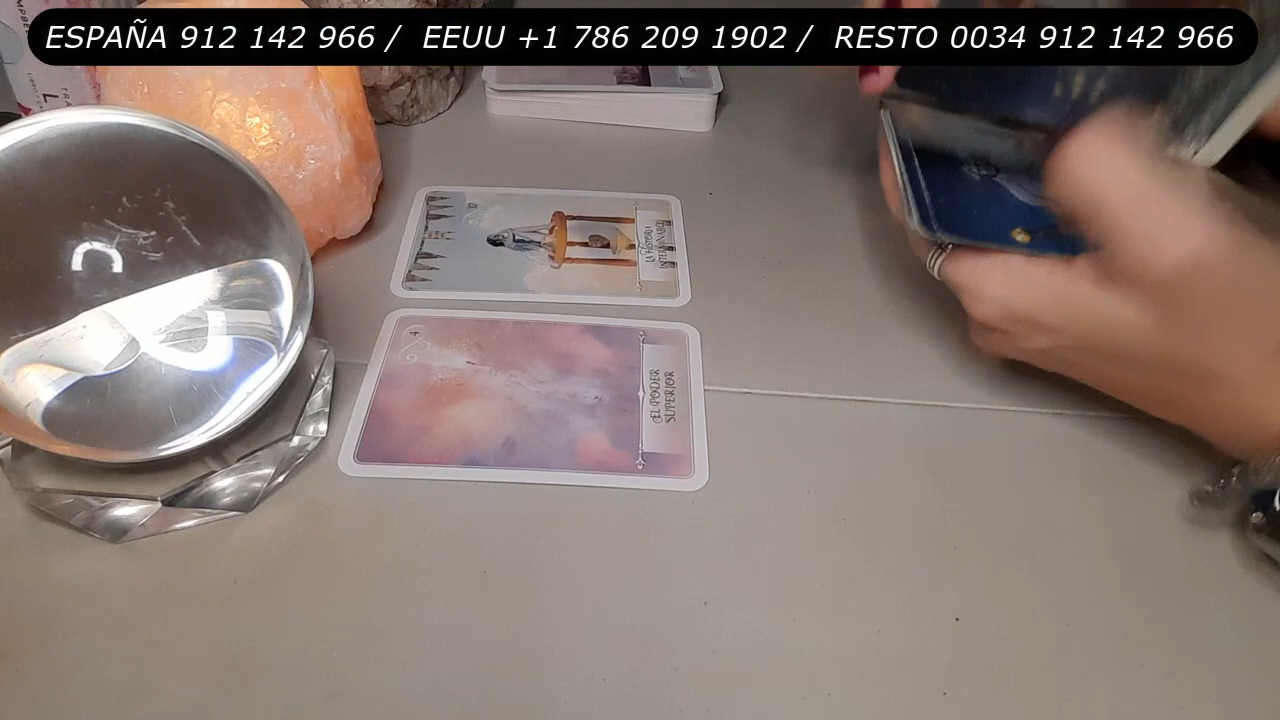 ESPAÑA 912 142 966 / EEUU +1 786 209 1902 / RESTO 0034 912 142 966
LA HISTORIA
INTERMINABLE
4
EL PODER
SUPERIOR